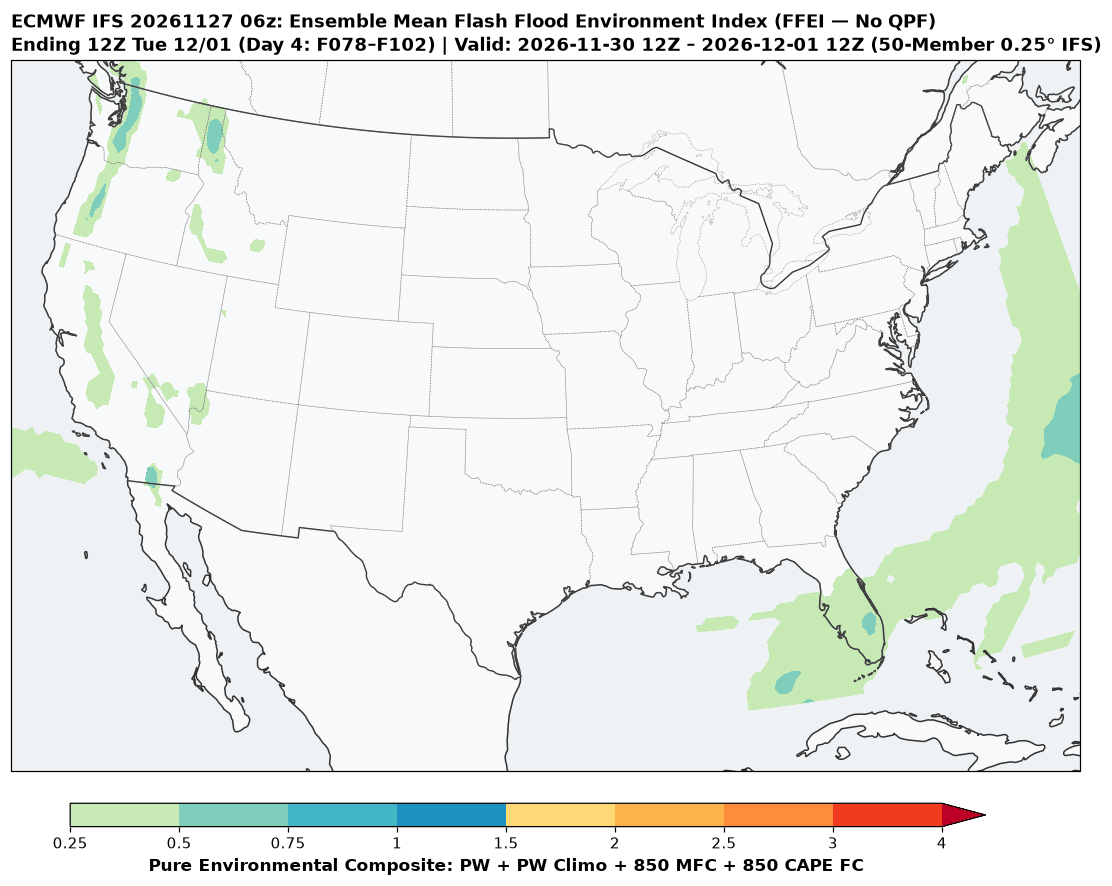 ECMWF IFS 20261127 06z: Ensemble Mean Flash Flood Environment Index (FFEI — No QPF)
Ending 12Z Tue 12/01 (Day 4: F078–F102) | Valid: 2026-11-30 12Z – 2026-12-01 12Z (50-Member 0.25° IFS)
0.25 0.5 0.75 1 1.5 2 2.5 3 4
Pure Environmental Composite: PW + PW Climo + 850 MFC + 850 CAPE FC